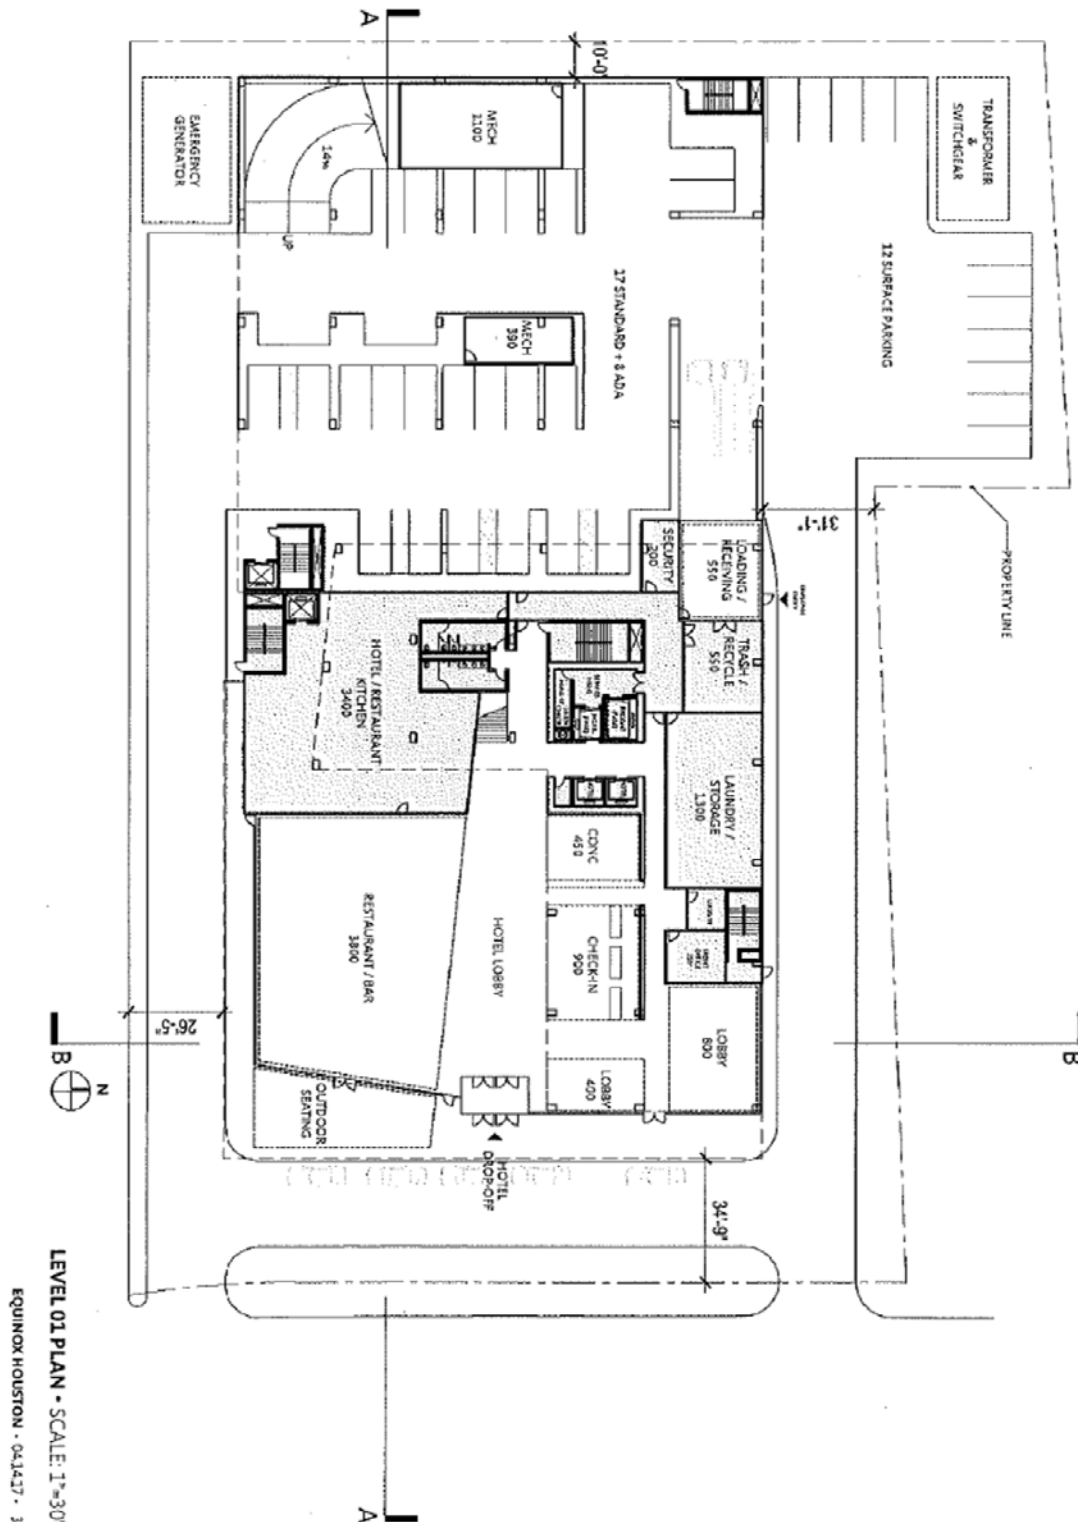 A
10'-0"
EMERGENCY
GENERATOR
14%
UP
MECH
1100
TRANSFORMER
&
SWITCHGEAR
12 SURFACE PARKING
17 STANDARD + 8 ADA
MECH
390
31'-1"
PROPERTY LINE
SECURITY
200
LOADING /
RECEIVING
550
TRASH /
RECYCLE
550
HOTEL / RESTAURANT
KITCHEN
3400
LAUNDRY /
STORAGE
1300
CONC
450
RESTAURANT / BAR
3800
HOTEL LOBBY
CHECK-IN
900
LOBBY
800
LOBBY
400
OUTDOOR
SEATING
26'-5"
B
B
N
HOTEL
DROP-OFF
34'-9"
A
LEVEL 01 PLAN • SCALE: 1"=30'
EQUINOX HOUSTON • 04.14.17 • 3